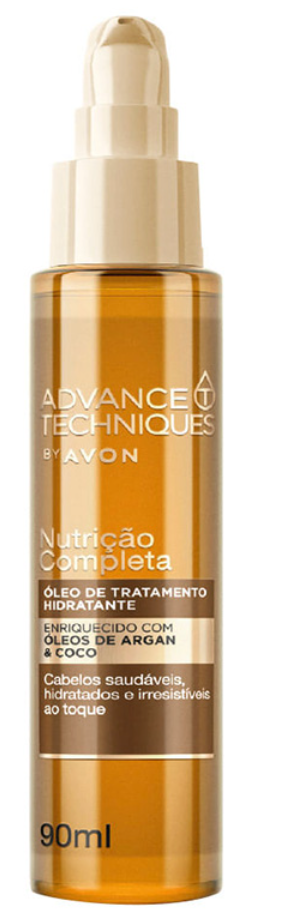 ADVANCE T
TECHNIQUES
BY AVON
Nutrição
Completa
ÓLEO DE TRATAMENTO
HIDRATANTE
ENRIQUECIDO COM
ÓLEOS DE ARGAN
& COCO
Cabelos saudáveis,
hidratados e irresistíveis
ao toque
90ml